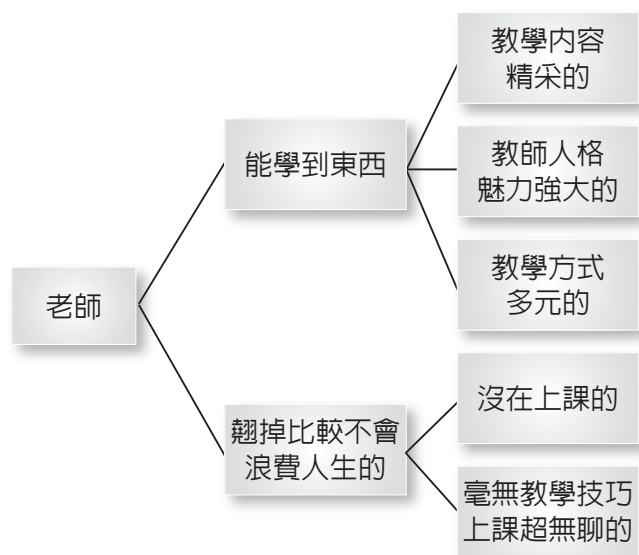 老師
能學到東西
教學內容
精采的
教師人格
魅力強大的
教學方式
多元的
翹掉比較不會
浪費人生的
沒在上課的
毫無教學技巧
上課超無聊的